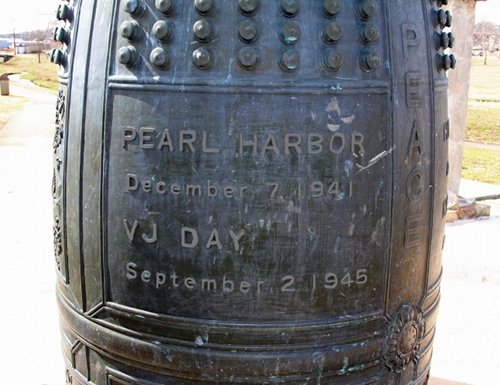 PEARL HARBOR
December 7, 1941
VJ DAY
September 2 1945
PEACE